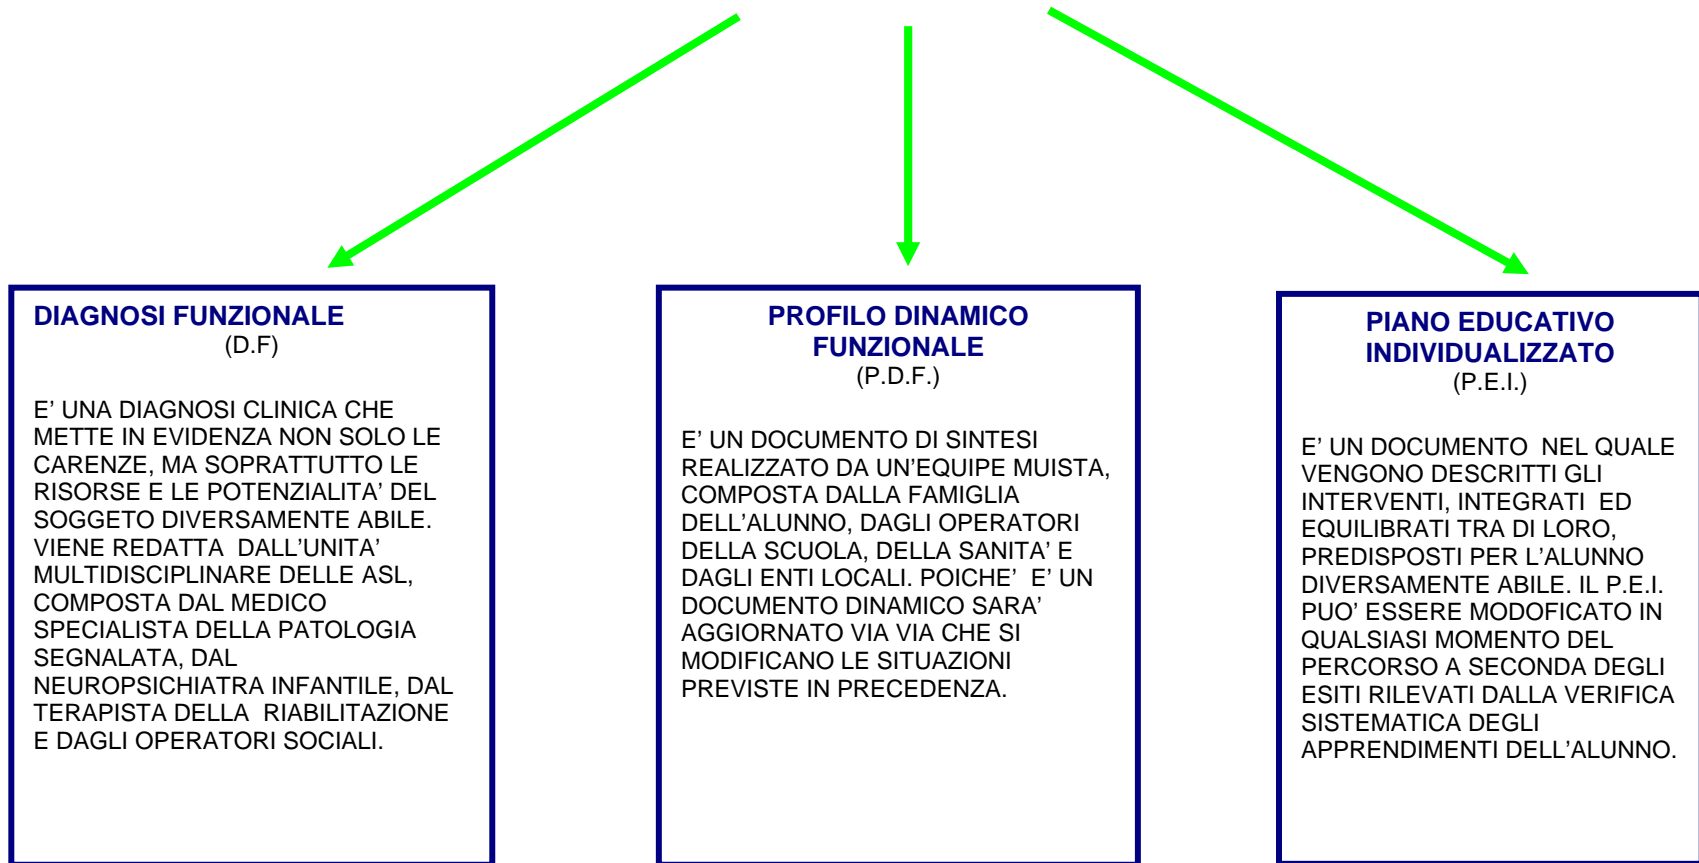 DIAGNOSI FUNZIONALE
(D.F)
E’ UNA DIAGNOSI CLINICA CHE
METTE IN EVIDENZA NON SOLO LE
CARENZE, MA SOPRATTUTTO LE
RISORSE E LE POTENZIALITA’ DEL
SOGGETO DIVERSAMENTE ABILE.
VIENE REDATTA DALL’UNITA’
MULTIDISCIPLINARE DELLE ASL,
COMPOSTA DAL MEDICO
SPECIALISTA DELLA PATOLOGIA
SEGNALATA, DAL
NEUROPSICHIATRA INFANTILE, DAL
TERAPISTA DELLA RIABILITAZIONE
E DAGLI OPERATORI SOCIALI.
PROFILO DINAMICO
FUNZIONALE
(P.D.F.)
E’ UN DOCUMENTO DI SINTESI
REALIZZATO DA UN’EQUIPE MUISTA,
COMPOSTA DALLA FAMIGLIA
DELL’ALUNNO, DAGLI OPERATORI
DELLA SCUOLA, DELLA SANITA’ E
DAGLI ENTI LOCALI. POICHE’ E’ UN
DOCUMENTO DINAMICO SARA’
AGGIORNATO VIA VIA CHE SI
MODIFICANO LE SITUAZIONI
PREVISTE IN PRECEDENZA.
PIANO EDUCATIVO
INDIVIDUALIZZATO
(P.E.I.)
E’ UN DOCUMENTO NEL QUALE
VENGONO DESCRITTI GLI
INTERVENTI, INTEGRATI ED
EQUILIBRATI TRA DI LORO,
PREDISPOSTI PER L’ALUNNO
DIVERSAMENTE ABILE. IL P.E.I.
PUO’ ESSERE MODOFICATO IN
QUALSIASI MOMENTO DEL
PERCORSO A SECONDA DEGLI
ESITI RILEVATI DALLA VERIFICA
SISTEMATICA DEGLI
APPRENDIMENTI DELL’ALUNNO.